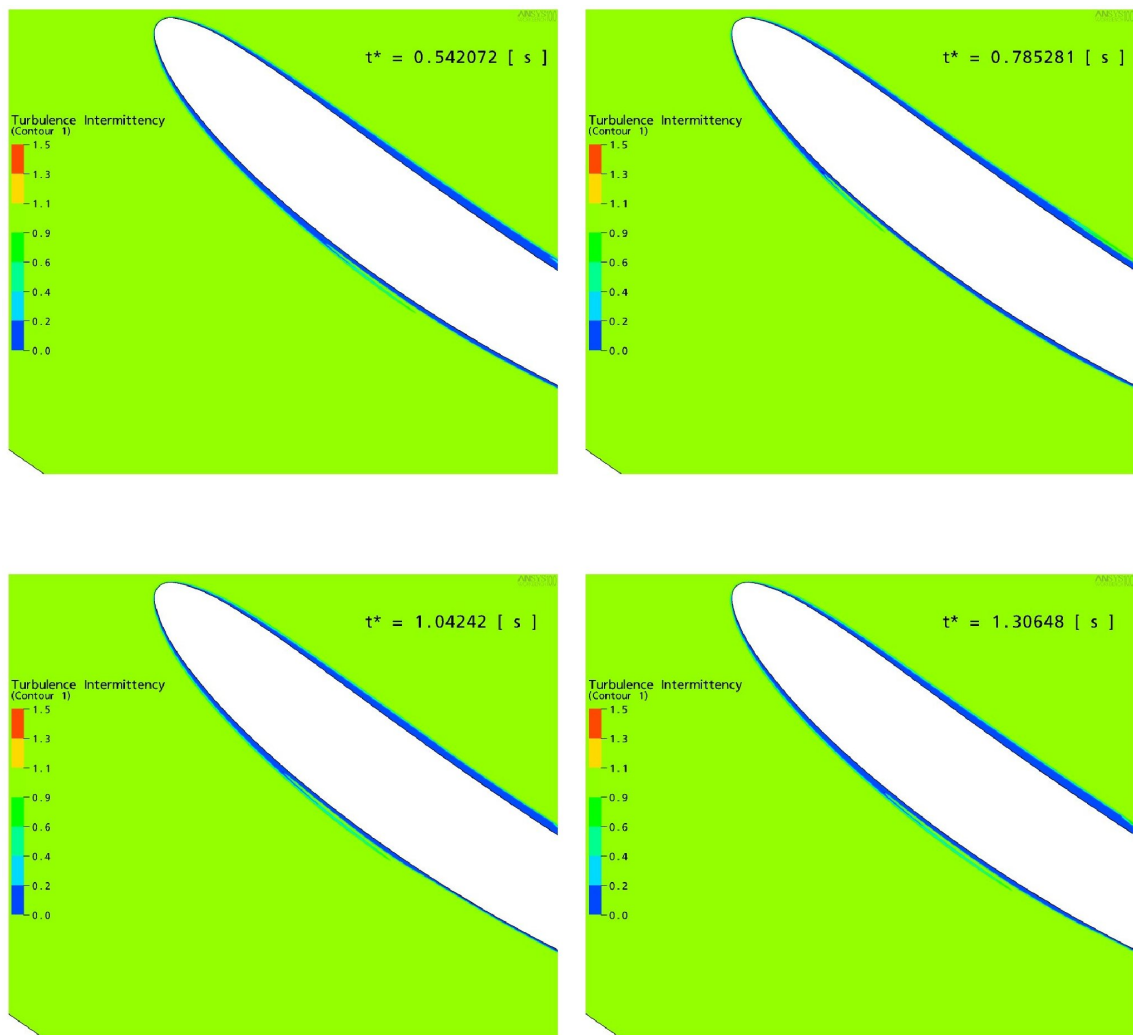 ANSYS
t* = 0.542072 [ s ]
Turbulence Intermittency
(Contour 1)
1.5
1.3
1.1
0.9
0.6
0.4
0.2
0.0
ANSYS
t* = 0.785281 [ s ]
Turbulence Intermittency
(Contour 1)
1.5
1.3
1.1
0.9
0.6
0.4
0.2
0.0
ANSYS
t* = 1.04242 [ s ]
Turbulence Intermittency
(Contour 1)
1.5
1.3
1.1
0.9
0.6
0.4
0.2
0.0
ANSYS
t* = 1.30648 [ s ]
Turbulence Intermittency
(Contour 1)
1.5
1.3
1.1
0.9
0.6
0.4
0.2
0.0